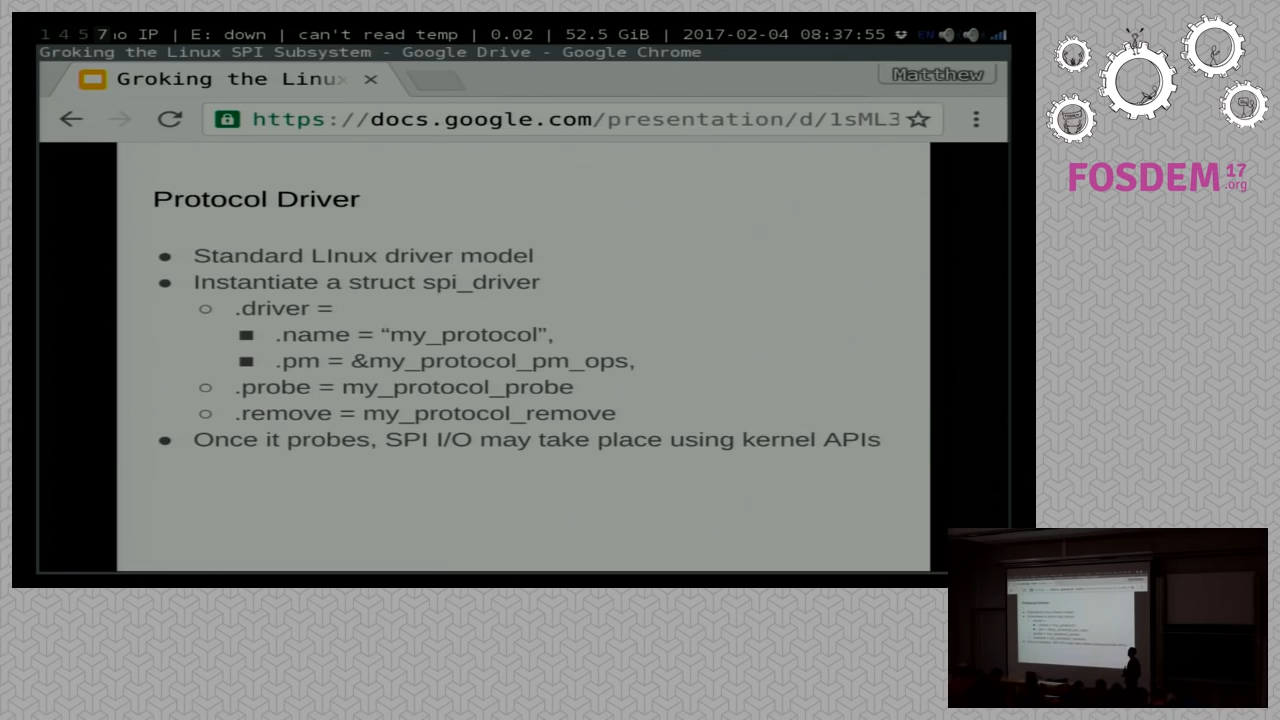 1 4 5 7 no IP | E: down | can't read temp | 0.02 | 52.5 GiB | 2017-02-04 08:37:55 EN
Groking the Linux SPI Subsystem - Google Drive - Google Chrome
Groking the Linux
Matthew
https://docs.google.com/presentation/d/1sML3
Protocol Driver
● Standard LInux driver model
● Instantiate a struct spi_driver
○ .driver =
■ .name = “my_protocol”,
■ .pm = &my_protocol_pm_ops,
○ .probe = my_protocol_probe
○ .remove = my_protocol_remove
● Once it probes, SPI I/O may take place using kernel APIs
FOSDEM 17
.org